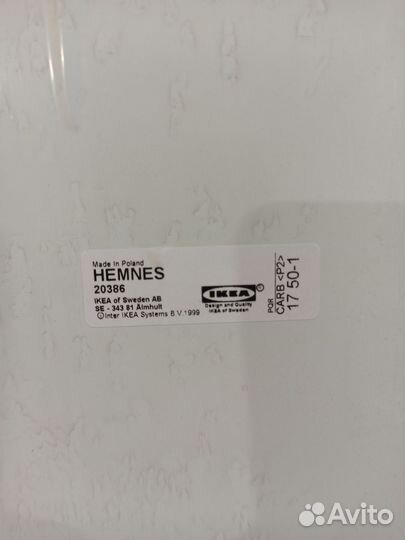 Made in Poland
HEMNES
20386
IKEA of Sweden AB
SE - 343 81 Älmhult
©Inter IKEA Systems B.V.1999
IKEA®
Design and Quality
IKEA of Sweden
PQR
CARB <P2>
17 50-1
Avito